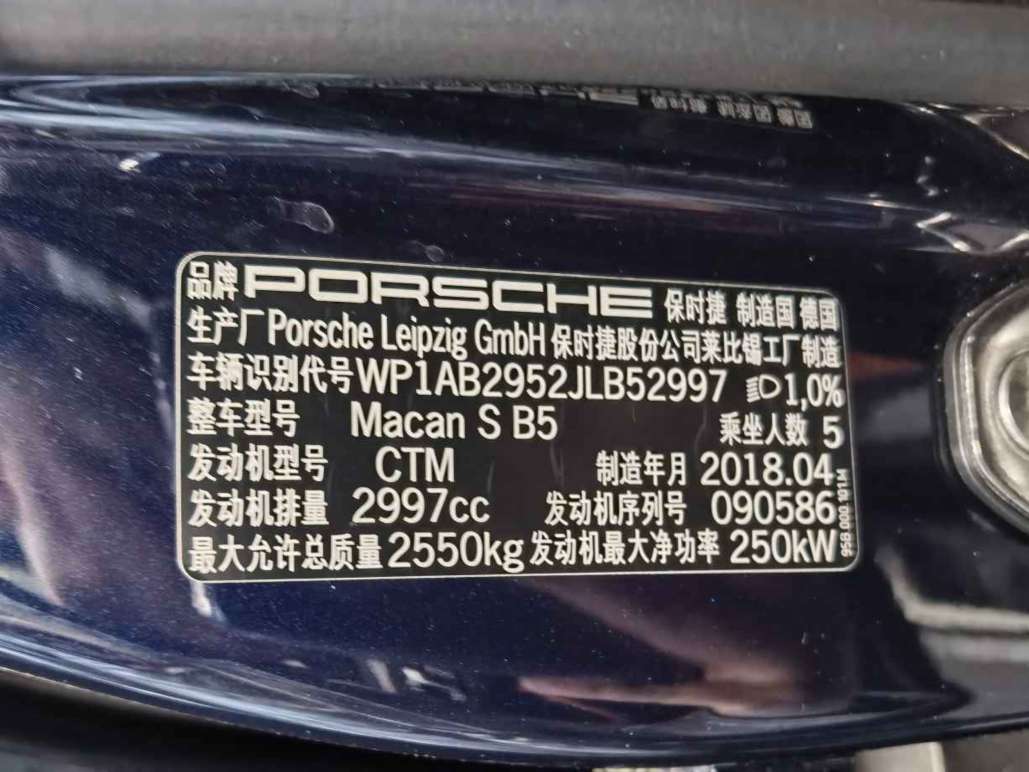 品牌 PORSCHE 保时捷 制造国 德国
生产厂 Porsche Leipzig GmbH 保时捷股份公司莱比锡工厂制造
车辆识别代号 WP1AB2952JLB52997 1,0%
整车型号 Macan S B5 乘坐人数 5
发动机型号 CTM 制造年月 2018.04
发动机排量 2997cc 发动机序列号 090586
最大允许总质量 2550kg 发动机最大净功率 250kW
95B.000.191.M